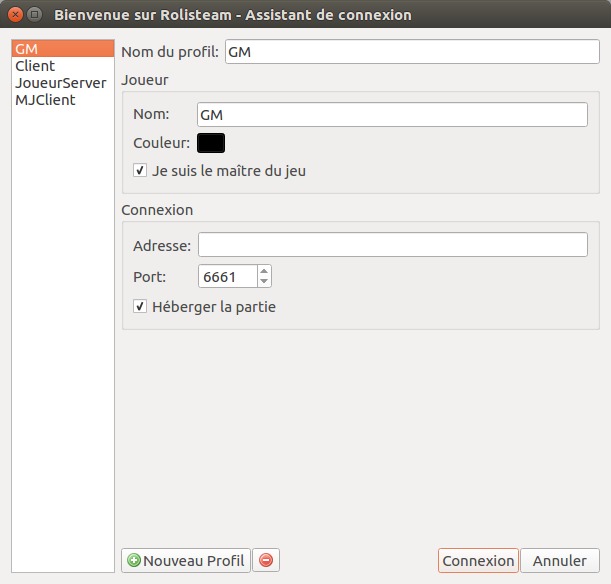 Bienvenue sur Rolisteam - Assistant de connexion
GM
Client
JoueurServer
MJClient
Nom du profil: GM
Joueur
Nom: GM
Couleur:
Je suis le maître du jeu
Connexion
Adresse:
Port: 6661
Héberger la partie
Nouveau Profil
Connexion
Annuler